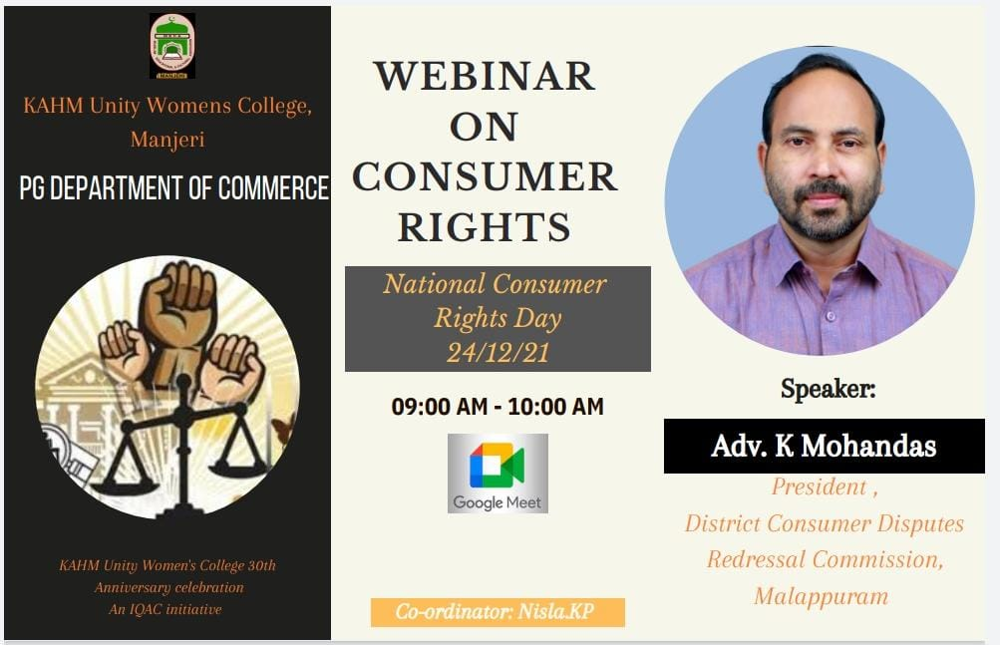 MANJERI
KAHM Unity Womens College,
Manjeri
PG DEPARTMENT OF COMMERCE
KAHM Unity Women's College 30th
Anniversary celebration
An IQAC initiative
WEBINAR
ON
CONSUMER
RIGHTS
National Consumer
Rights Day
24/12/21
09:00 AM - 10:00 AM
Google Meet
Co-ordinator: Nisla.KP
Speaker:
Adv. K Mohandas
President ,
District Consumer Disputes
Redressal Commission,
Malappuram